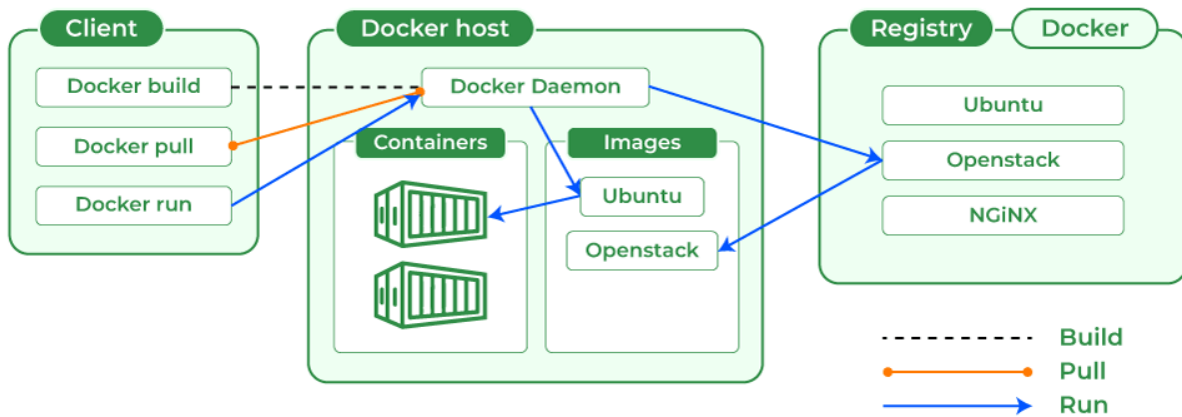 Client
Docker build
Docker pull
Docker run
Docker host
Docker Daemon
Containers
Images
Ubuntu
Openstack
Registry
Docker
Ubuntu
Openstack
NGiNX
Build
Pull
Run